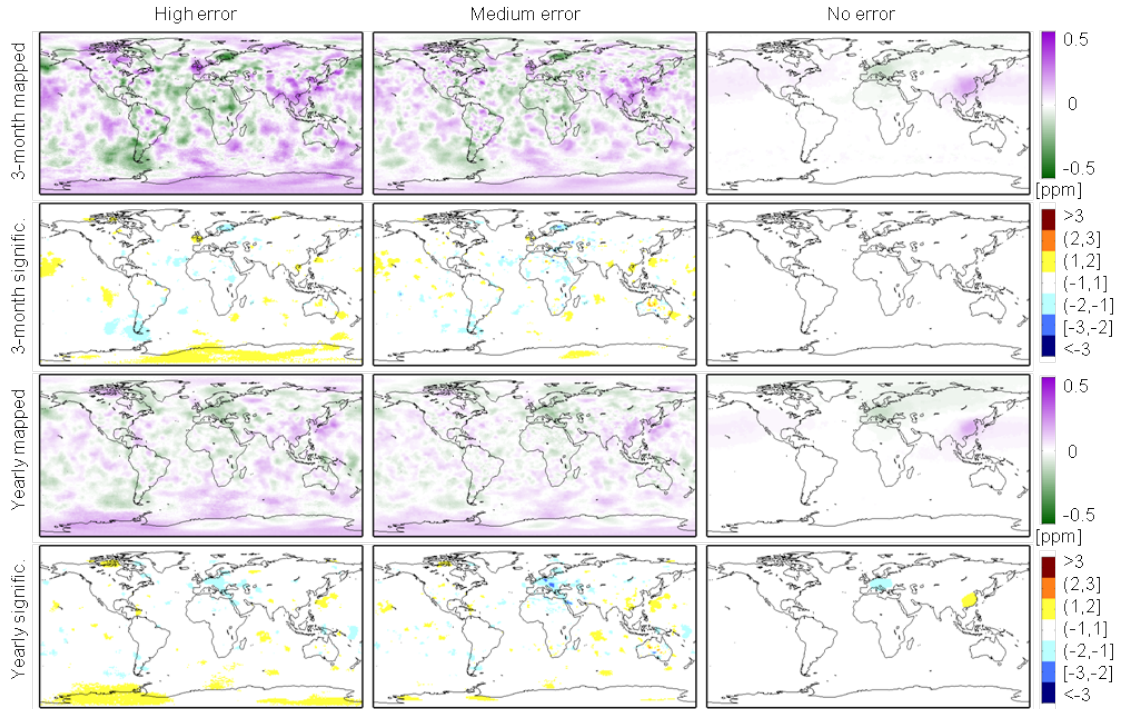 High error Medium error No error
3-month mapped
0.5
0
-0.5
[ppm]
3-month signific.
>3
(2,3]
(1,2]
(-1,1]
(-2,-1]
[-3,-2]
<-3
Yearly mapped
0.5
0
-0.5
[ppm]
Yearly signific.
>3
(2,3]
(1,2]
(-1,1]
(-2,-1]
[-3,-2]
<-3